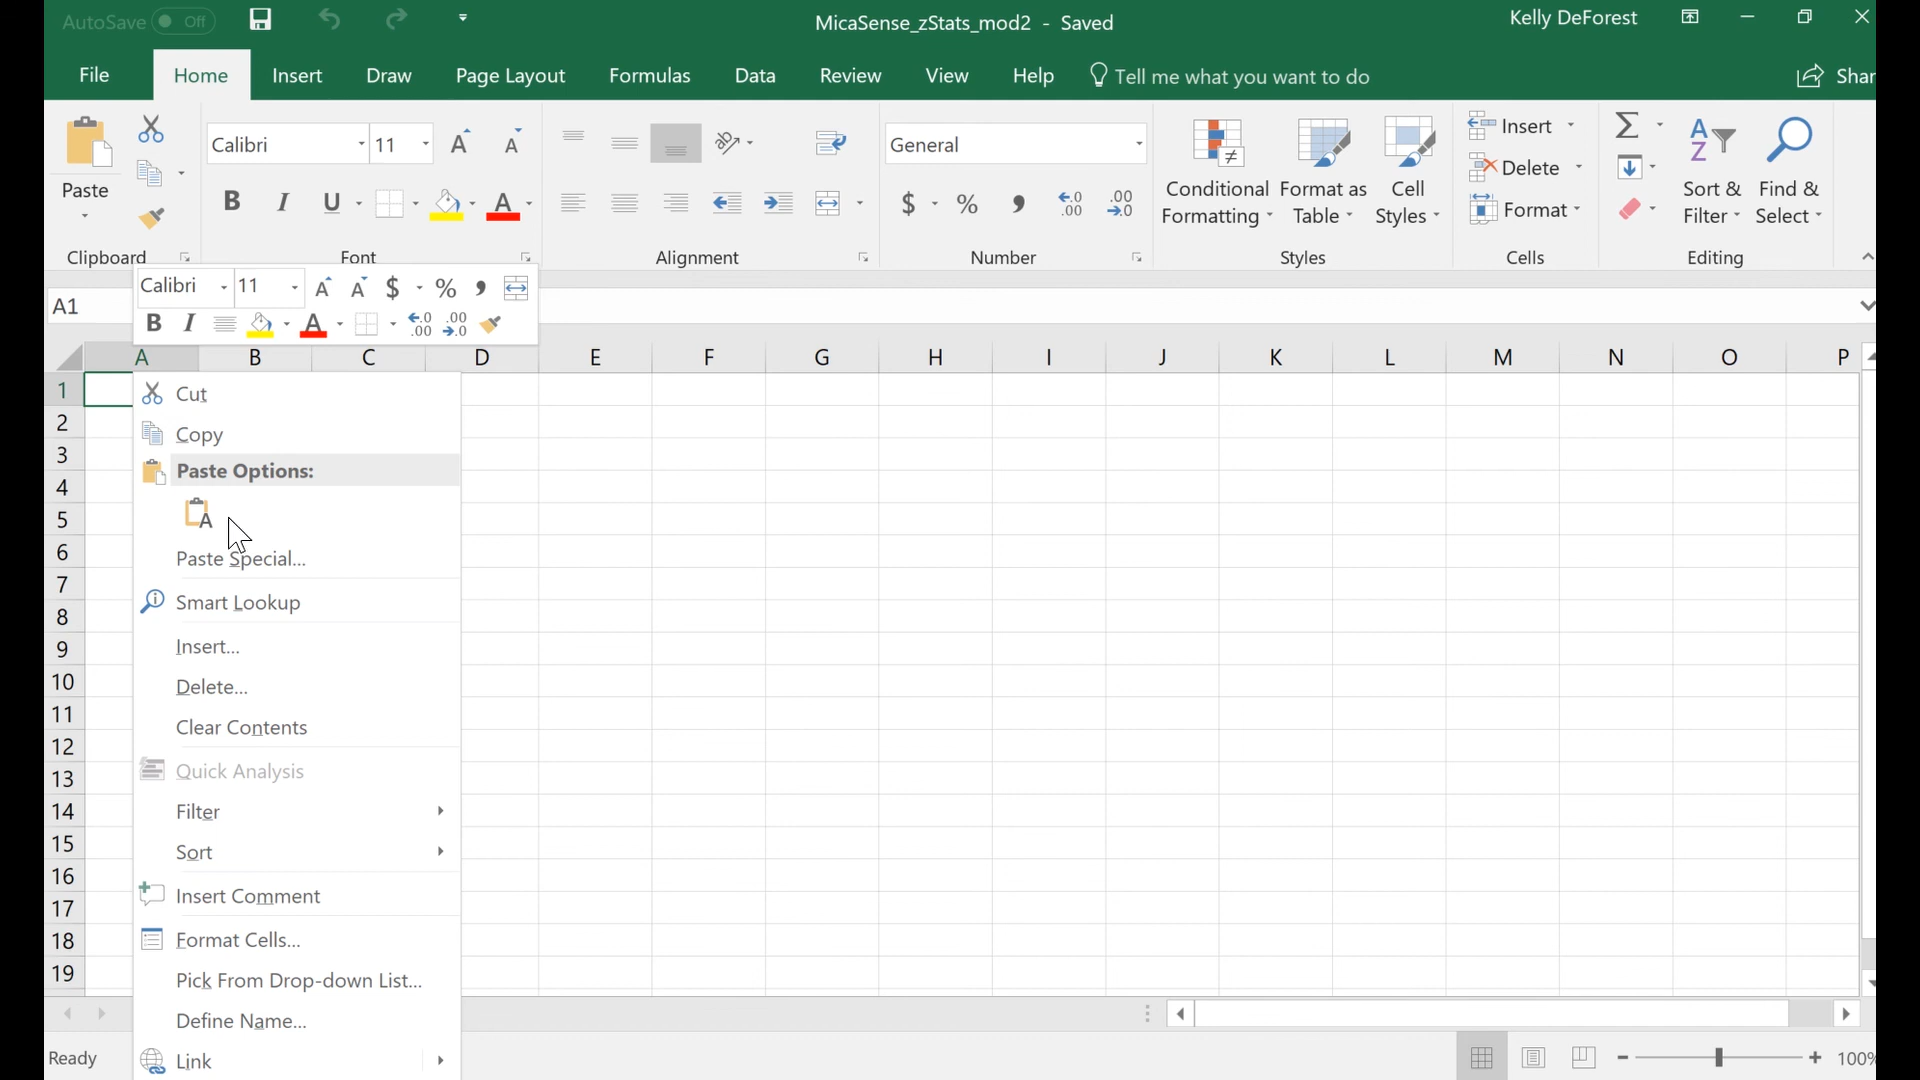 AutoSave Off
MicaSense_zStats_mod2 - Saved
Kelly DeForest
File Home Insert Draw Page Layout Formulas Data Review View Help Tell me what you want to do Shar
Paste
Clipboard
Calibri 11
B I U A
Font
Alignment
General
$ % , .00 .00
Number
Conditional Formatting
Format as Table
Cell Styles
Styles
Insert
Delete
Format
Cells
Sort & Filter
Find & Select
Editing
Calibri 11 A A $ % ,
B I A .00 .00
A1
A B C D E F G H I J K L M N O P
1
2
3
4
5
6
7
8
9
10
11
12
13
14
15
16
17
18
19
Cut
Copy
Paste Options:
Paste Special...
Smart Lookup
Insert...
Delete...
Clear Contents
Quick Analysis
Filter
Sort
Insert Comment
Format Cells...
Pick From Drop-down List...
Define Name...
Link
Ready
100%